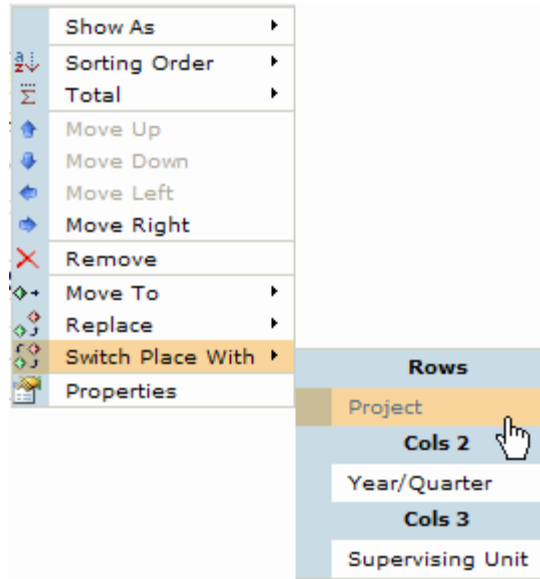 Show As
Sorting Order
Total
Move Up
Move Down
Move Left
Move Right
Remove
Move To
Replace
Switch Place With
Properties
Rows
Project
Cols 2
Year/Quarter
Cols 3
Supervising Unit